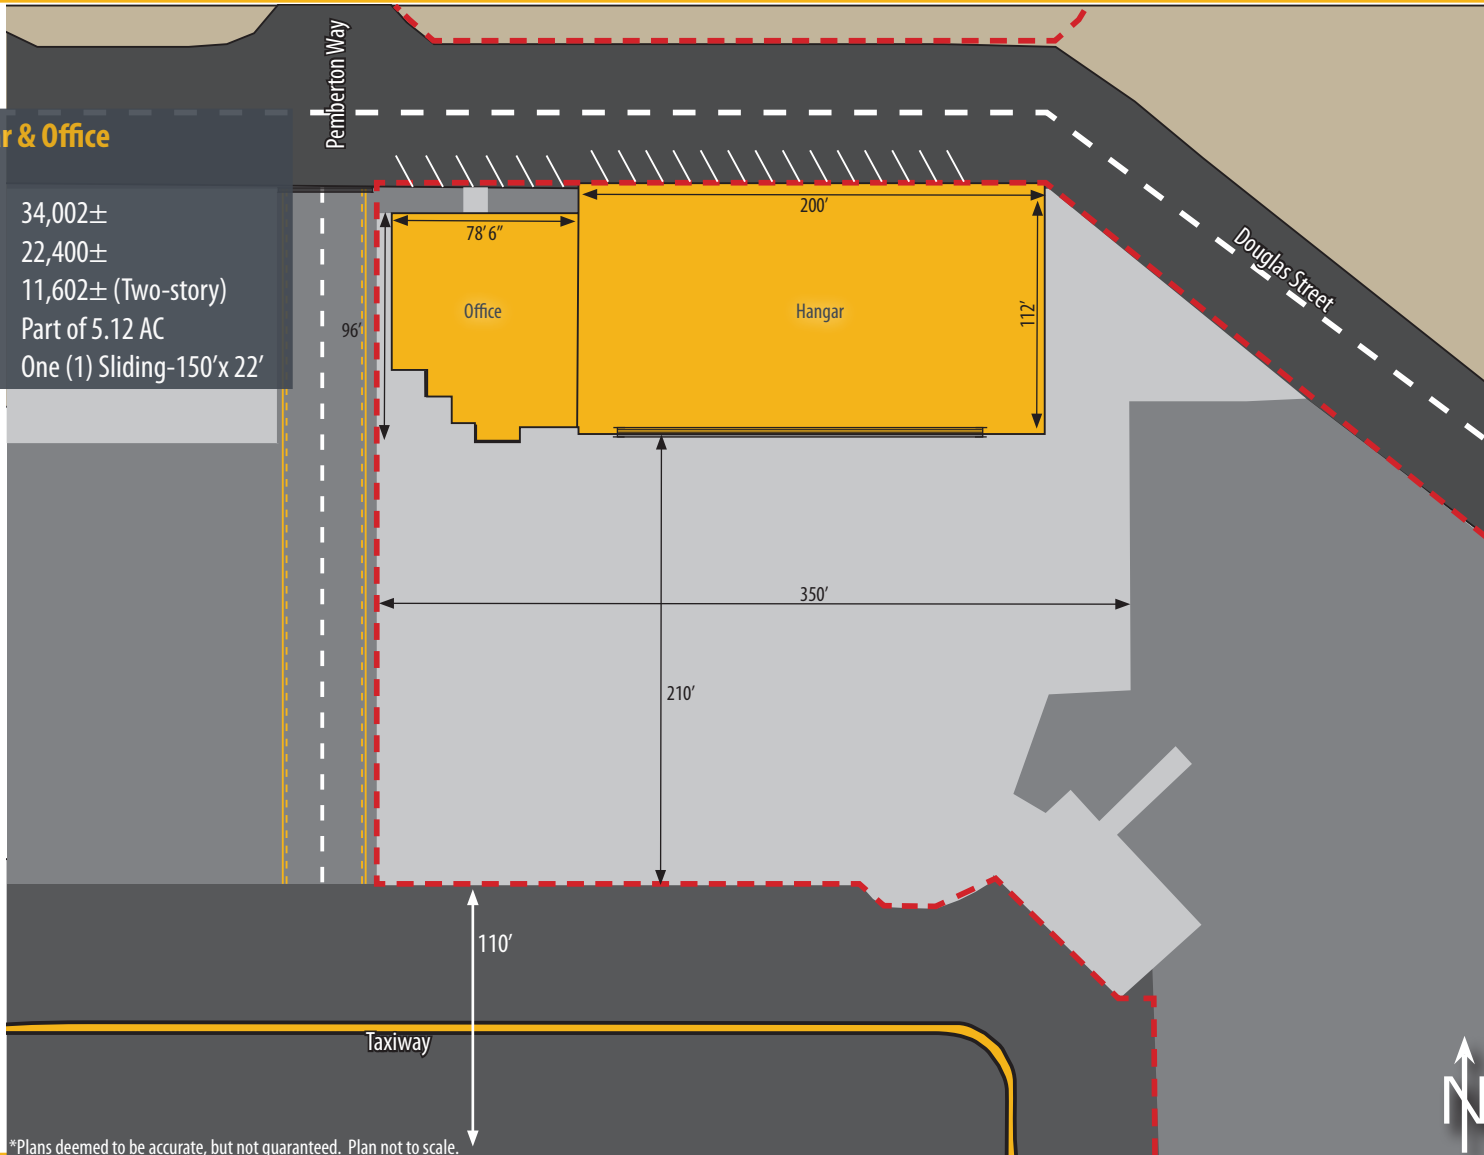 Pemberton Way
& Office
34,002±
22,400±
11,602± (Two-story)
Part of 5.12 AC
One (1) Sliding-150’x 22’
200’
78’ 6”
Douglas Street
Office
Hangar
112’
96’
350’
210’
110’
Taxiway
N
*Plans deemed to be accurate, but not guaranteed. Plan not to scale.